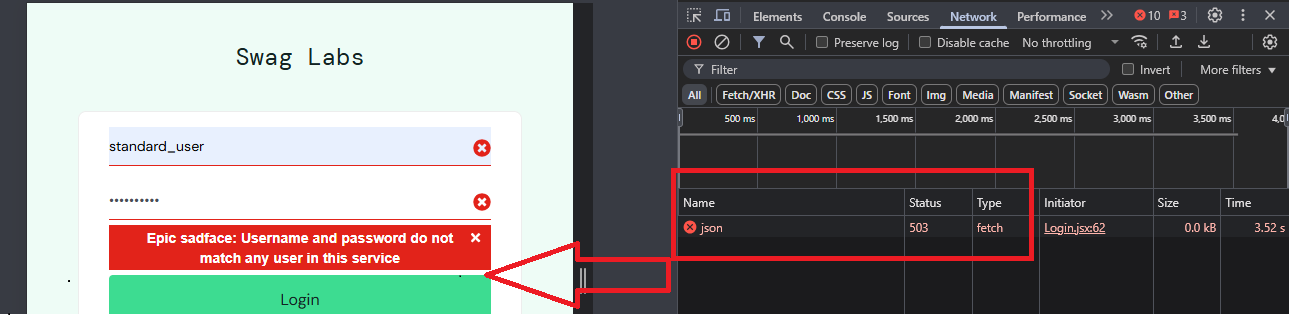 Swag Labs
standard_user
••••••••••
Epic sadface: Username and password do not
match any user in this service
Login
Elements Console Sources Network Performance 10 3
Preserve log Disable cache No throttling
Filter Invert More filters
All Fetch/XHR Doc CSS JS Font Img Media Manifest Socket Wasm Other
500 ms 1,000 ms 1,500 ms 2,000 ms 2,500 ms 3,000 ms 3,500 ms 4,0
Name Status Type Initiator Size Time
json 503 fetch Login.jsx:62 0.0 kB 3.52 s